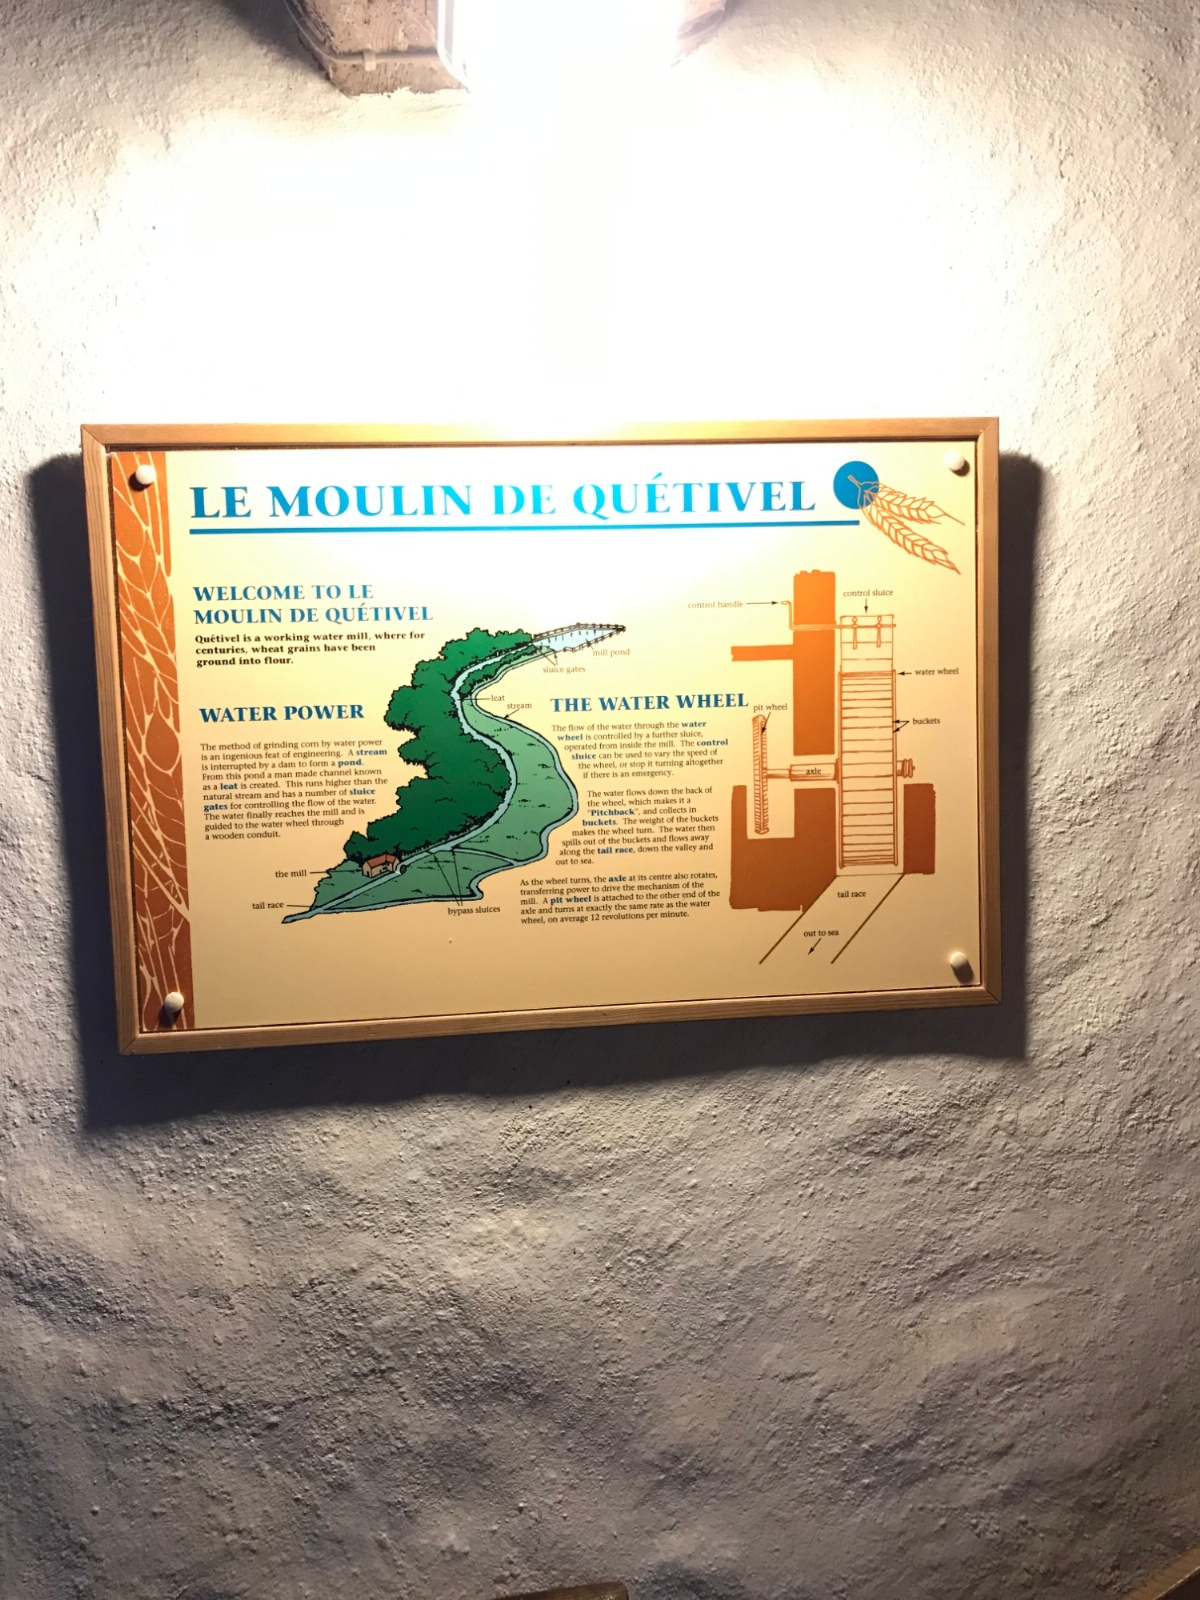 LE MOULIN DE QUÉTIVEL
WELCOME TO LE
MOULIN DE QUÉTIVEL
Quétivel is a working water mill, where for
centuries, wheat grains have been
ground into flour.
WATER POWER
The method of grinding corn by water power
is an ingenious feat of engineering. A stream
is interrupted by a dam to form a pond.
From this pond a man made channel known
as a leat is created. This runs higher than the
natural stream and has a number of sluice
gates for controlling the flow of the water.
The water finally reaches the mill and is
guided to the water wheel through
a wooden conduit.
mill pond
sluice gates
leat
stream
the mill
tail race
bypass sluices
THE WATER WHEEL
The flow of the water through the water
wheel is controlled by a further sluice,
operated from inside the mill. The control
sluice can be used to vary the speed of
the wheel, or stop it turning altogether
if there is an emergency.
The water flows down the back of
the wheel, which makes it a
"Pitchback", and collects in
buckets. The weight of the buckets
makes the wheel turn. The water then
spills out of the buckets and flows away
along the tail race, down the valley and
out to sea.
As the wheel turns, the axle at its centre also rotates,
transferring power to drive the mechanism of the
mill. A pit wheel is attached to the other end of the
axle and turns at exactly the same rate as the water
wheel, on average 12 revolutions per minute.
control handle
control sluice
water wheel
pit wheel
buckets
axle
tail race
out to sea